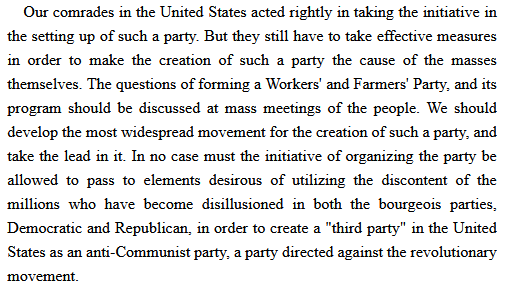 Our comrades in the United States acted rightly in taking the initiative in
the setting up of such a party. But they still have to take effective measures
in order to make the creation of such a party the cause of the masses
themselves. The questions of forming a Workers' and Farmers' Party, and its
program should be discussed at mass meetings of the people. We should
develop the most widespread movement for the creation of such a party, and
take the lead in it. In no case must the initiative of organizing the party be
allowed to pass to elements desirous of utilizing the discontent of the
millions who have become disillusioned in both the bourgeois parties,
Democratic and Republican, in order to create a "third party" in the United
States as an anti-Communist party, a party directed against the revolutionary
movement.